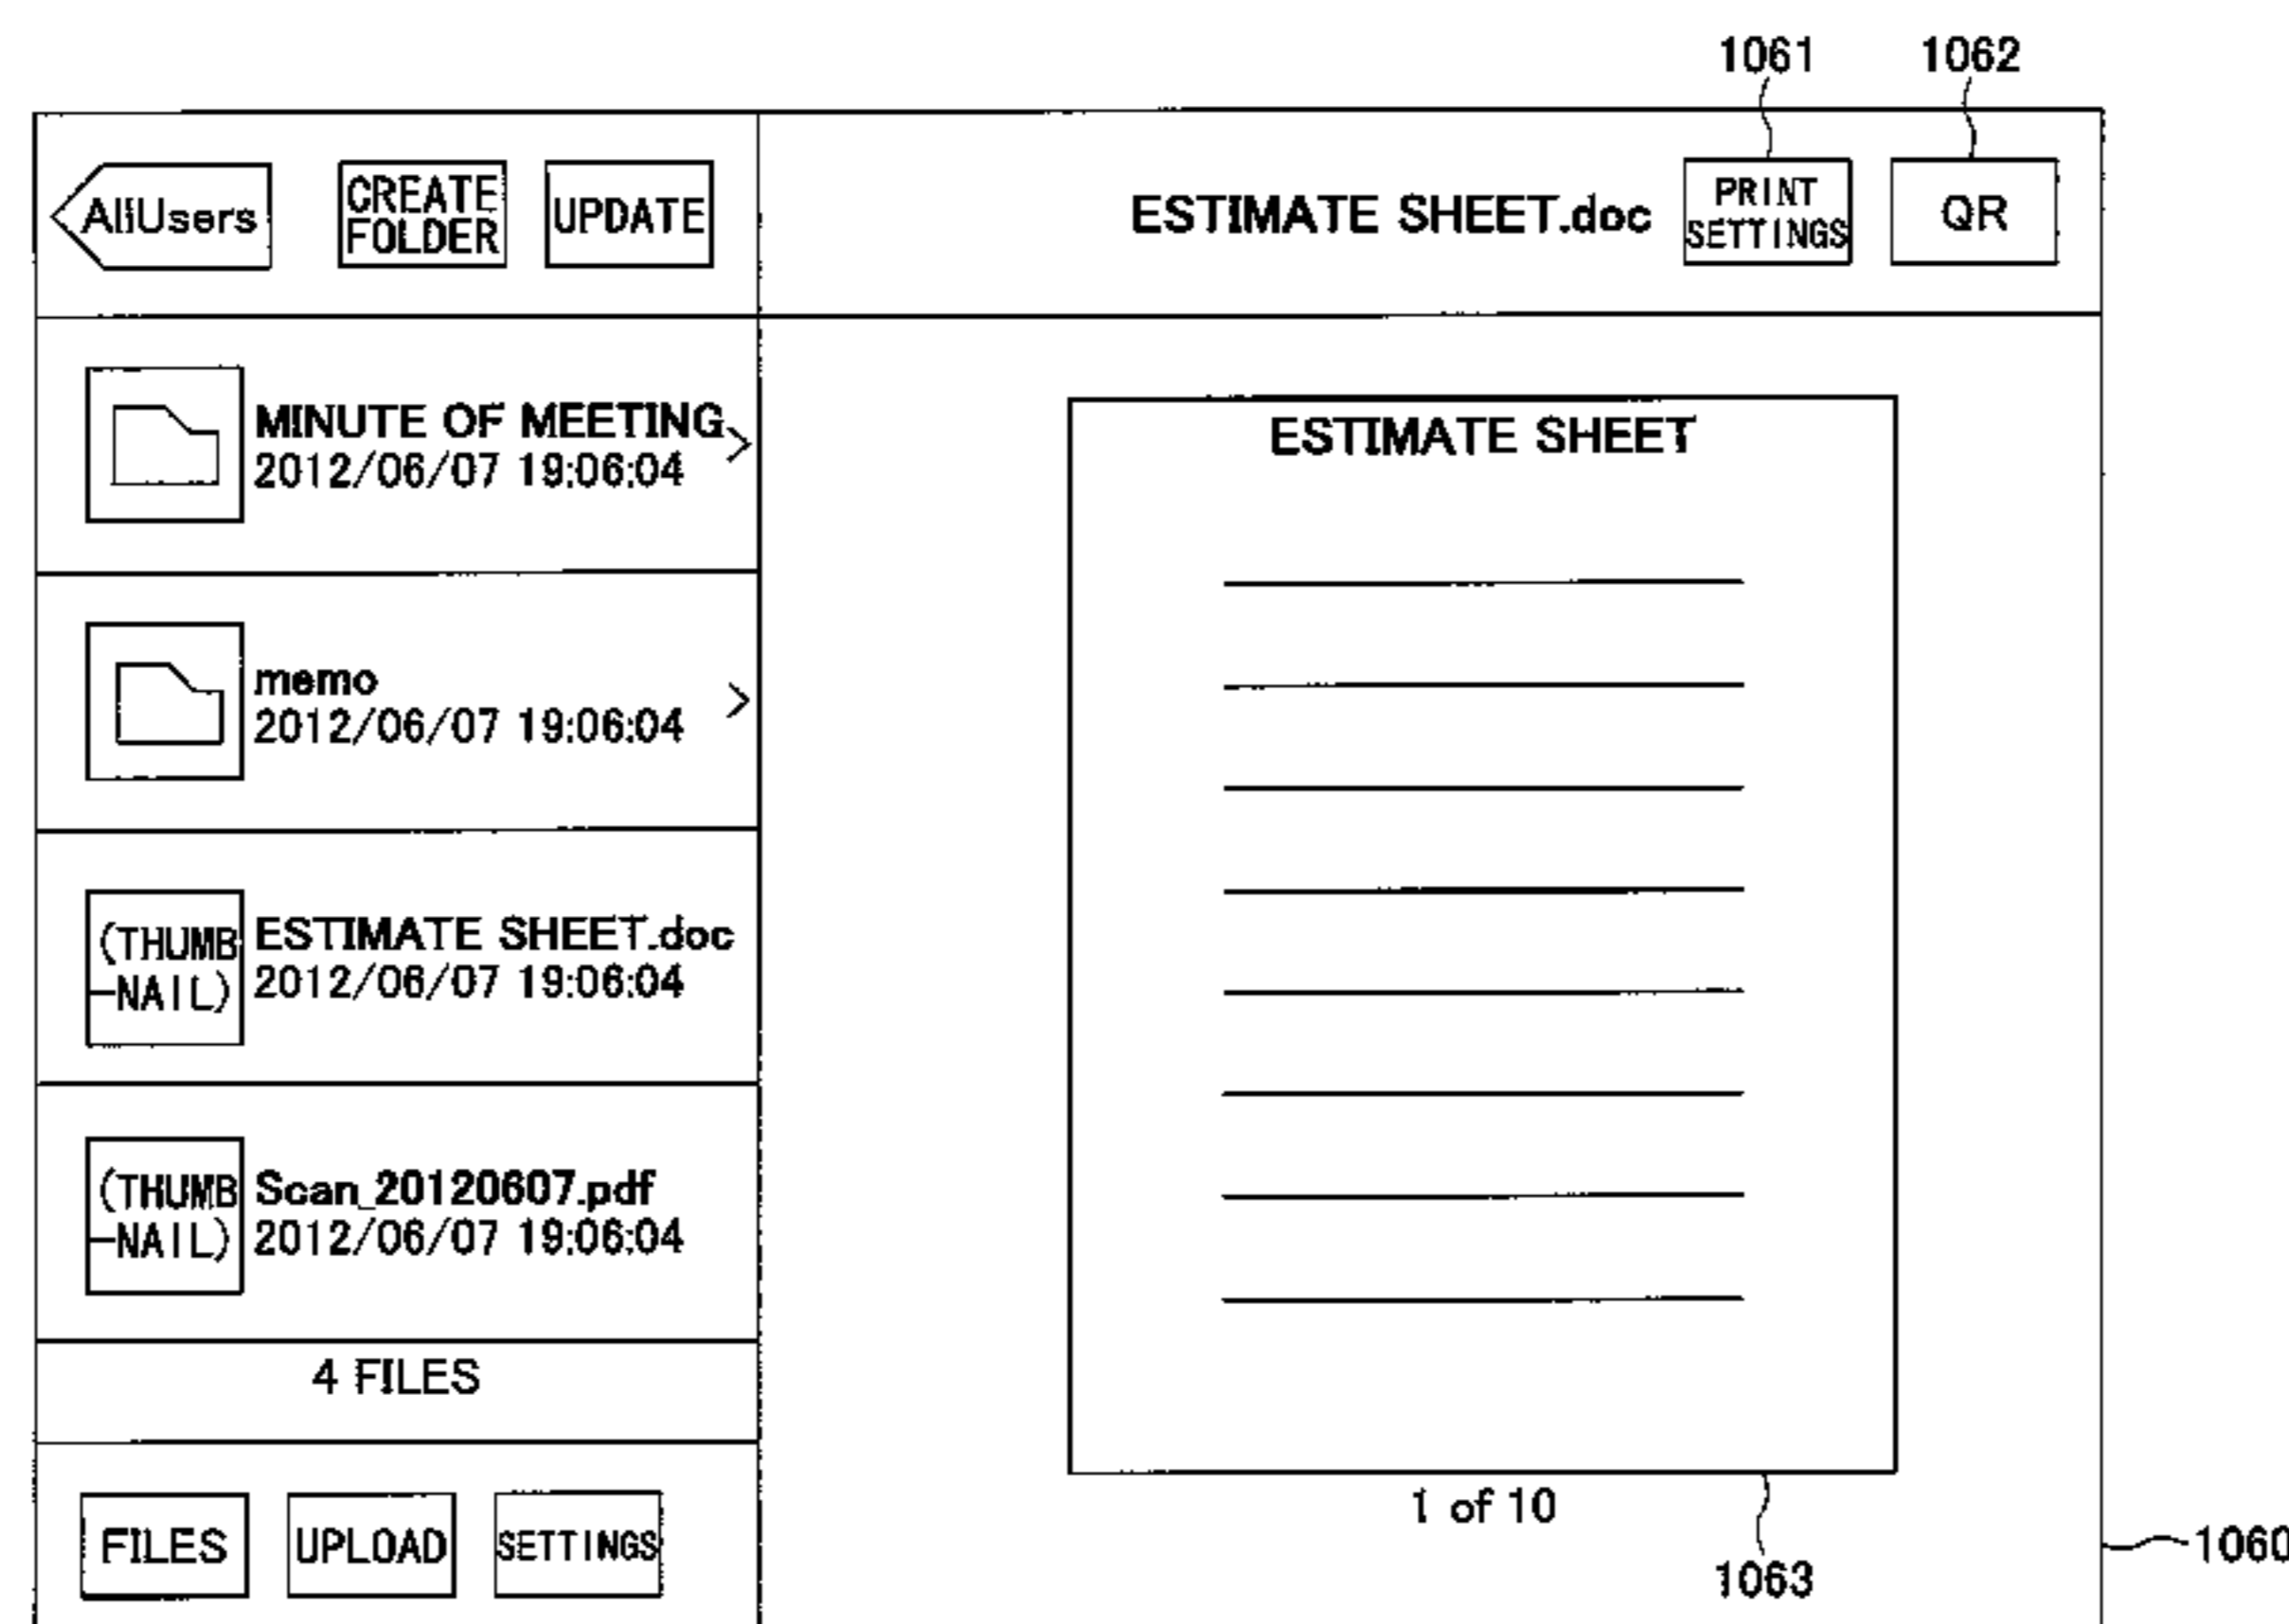 1061
1062
AllUsers
CREATE
FOLDER
UPDATE
ESTIMATE SHEET.doc
PRINT
SETTINGS
QR
MINUTE OF MEETING
2012/06/07 19:06:04
>
memo
2012/06/07 19:06:04
>
(THUMB
-NAIL)
ESTIMATE SHEET.doc
2012/06/07 19:06:04
(THUMB
-NAIL)
Scan_20120607.pdf
2012/06/07 19:06:04
4 FILES
FILES
UPLOAD
SETTINGS
ESTIMATE SHEET
1 of 10
1063
1060